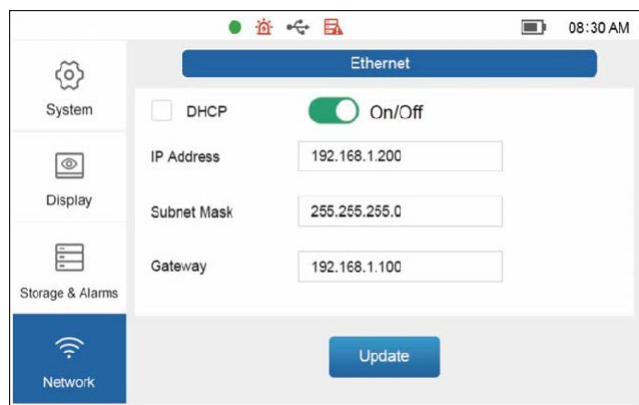 08:30 AM
Ethernet
System
DHCP
On/Off
IP Address
192.168.1.200
Display
Subnet Mask
255.255.255.0
Gateway
192.168.1.100
Storage & Alarms
Update
Network